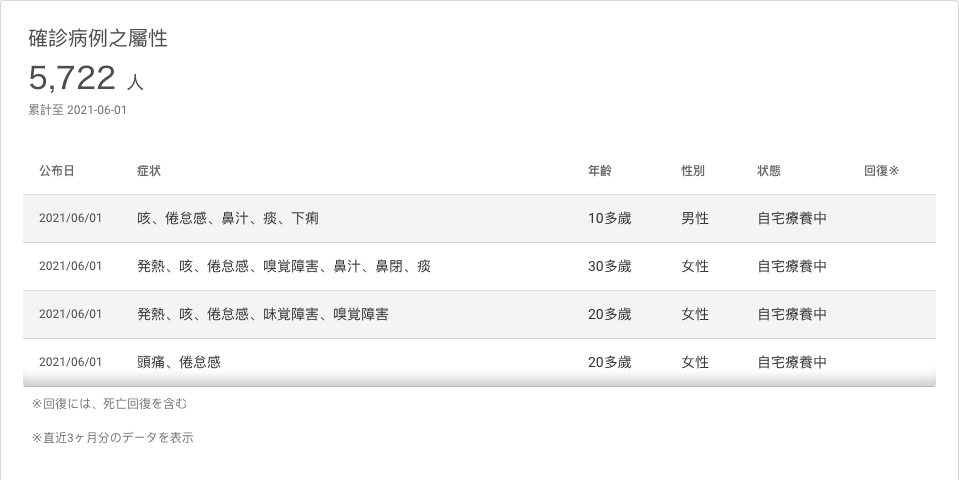 確診病例之屬性
5,722 人
累計至 2021-06-01
公布日 症状 年齡 性別 状態 回復※
2021/06/01 咳、倦怠感、鼻汁、痰、下痢 10多歲 男性 自宅療養中
2021/06/01 発熱、咳、倦怠感、嗅覚障害、鼻汁、鼻閉、痰 30多歲 女性 自宅療養中
2021/06/01 発熱、咳、倦怠感、味覚障害、嗅覚障害 20多歲 女性 自宅療養中
2021/06/01 頭痛、倦怠感 20多歲 女性 自宅療養中
※回復には、死亡回復を含む
※直近3ヶ月分のデータを表示